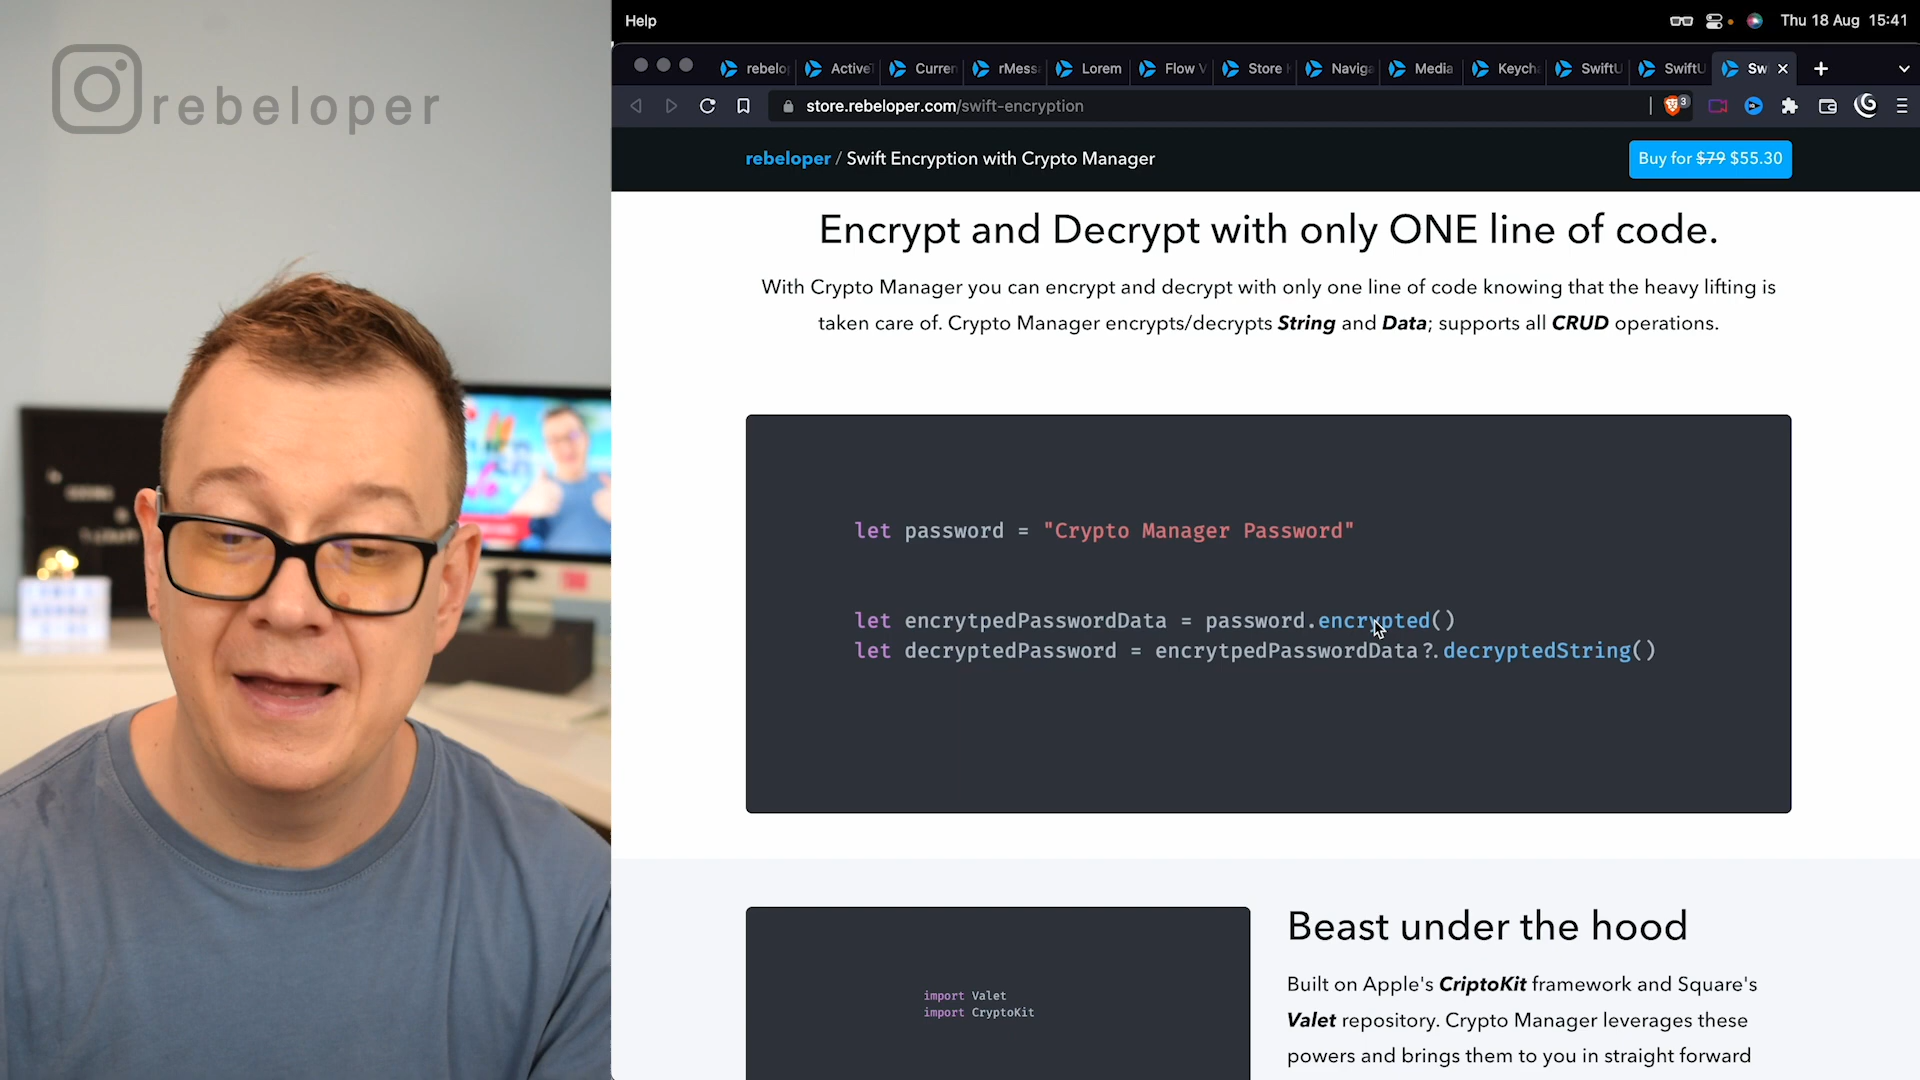 rebeloper
Help
Thu 18 Aug 15:41
rebelo
Active
Curren
rMess
Lorem
Flow V
Store
Naviga
Media
Keych
SwiftU
SwiftU
Sw
store.rebeloper.com/swift-encryption
3
rebeloper / Swift Encryption with Crypto Manager
Buy for $79 $55.30
Encrypt and Decrypt with only ONE line of code.
With Crypto Manager you can encrypt and decrypt with only one line of code knowing that the heavy lifting is
taken care of. Crypto Manager encrypts/decrypts String and Data; supports all CRUD operations.
let password = "Crypto Manager Password"
let encrytpedPasswordData = password.encrypted()
let decryptedPassword = encrytpedPasswordData?.decryptedString()
import Valet
import CryptoKit
Beast under the hood
Built on Apple's CriptoKit framework and Square's
Valet repository. Crypto Manager leverages these
powers and brings them to you in straight forward